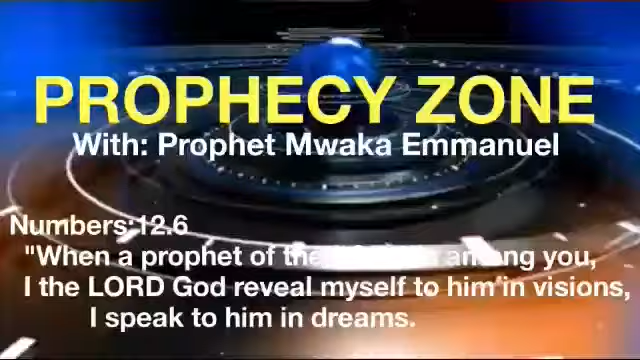 PROPHECY ZONE
With: Prophet Mwaka Emmanuel
Numbers:12.6
"When a prophet of the among you,
I the LORD God reveal myself to him in visions,
I speak to him in dreams.